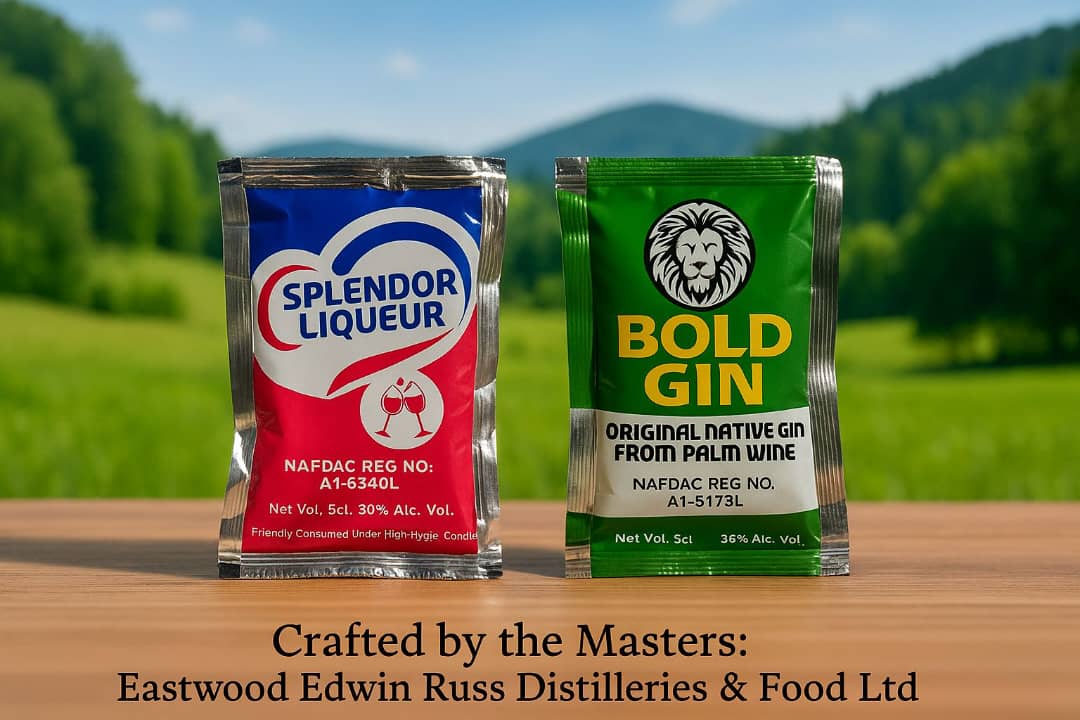 SPLENDOR
LIQUEUR
NAFDAC REG NO:
A1-6340L
Net Vol, 5cl. 30% Alc. Vol.
Friendly Consumed Under High-Hygie Condle
BOLD
GIN
ORIGINAL NATIVE GIN
FROM PALM WINE
NAFDAC REG NO.
A1-5173L
Net Vol. 5cl 36% Alc. Vol.
Crafted by the Masters:
Eastwood Edwin Russ Distilleries & Food Ltd